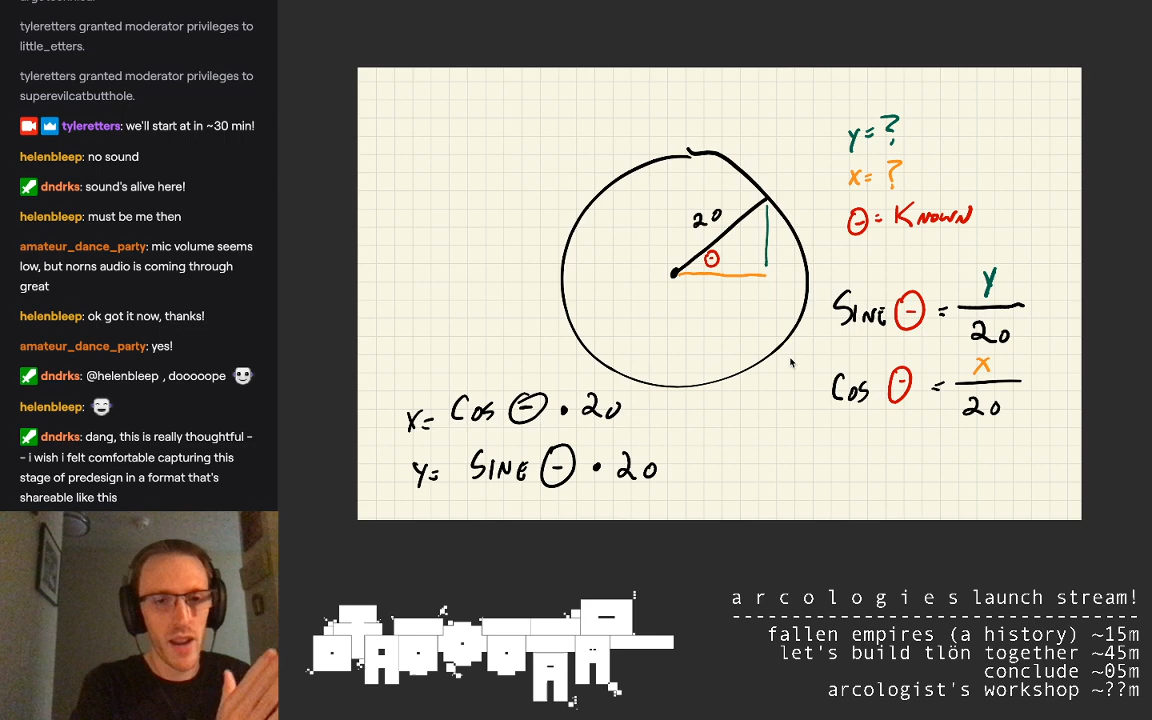 tyleretters granted moderator privileges to
little_etters.
tyleretters granted moderator privileges to
superevilcatbutthole.
tyleretters: we'll start at in ~30 min!
helenbleep: no sound
dndrks: sound's alive here!
helenbleep: must be me then
amateur_dance_party: mic volume seems
low, but norns audio is coming through
great
helenbleep: ok got it now, thanks!
amateur_dance_party: yes!
dndrks: @helenbleep , dooooope
helenbleep:
dndrks: dang, this is really thoughtful –
– i wish i felt comfortable capturing this
stage of predesign in a format that's
shareable like this
20
Θ
y = ?
x = ?
Θ = KNOWN
SINE Θ = y / 20
COS Θ = x / 20
x = COS Θ • 20
y = SINE Θ • 20
arcologies launch stream!
fallen empires (a history) ~15m
let's build tlön together ~45m
conclude ~05m
arcologist's workshop ~??m